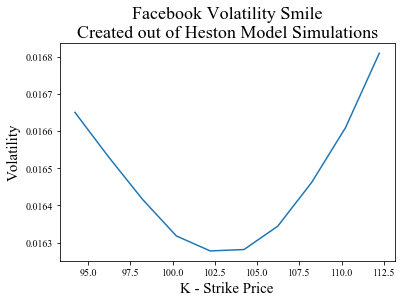 Facebook Volatility Smile
Created out of Heston Model Simulations
Volatility
0.0168
0.0167
0.0166
0.0165
0.0164
0.0163
95.0 97.5 100.0 102.5 105.0 107.5 110.0 112.5
K - Strike Price